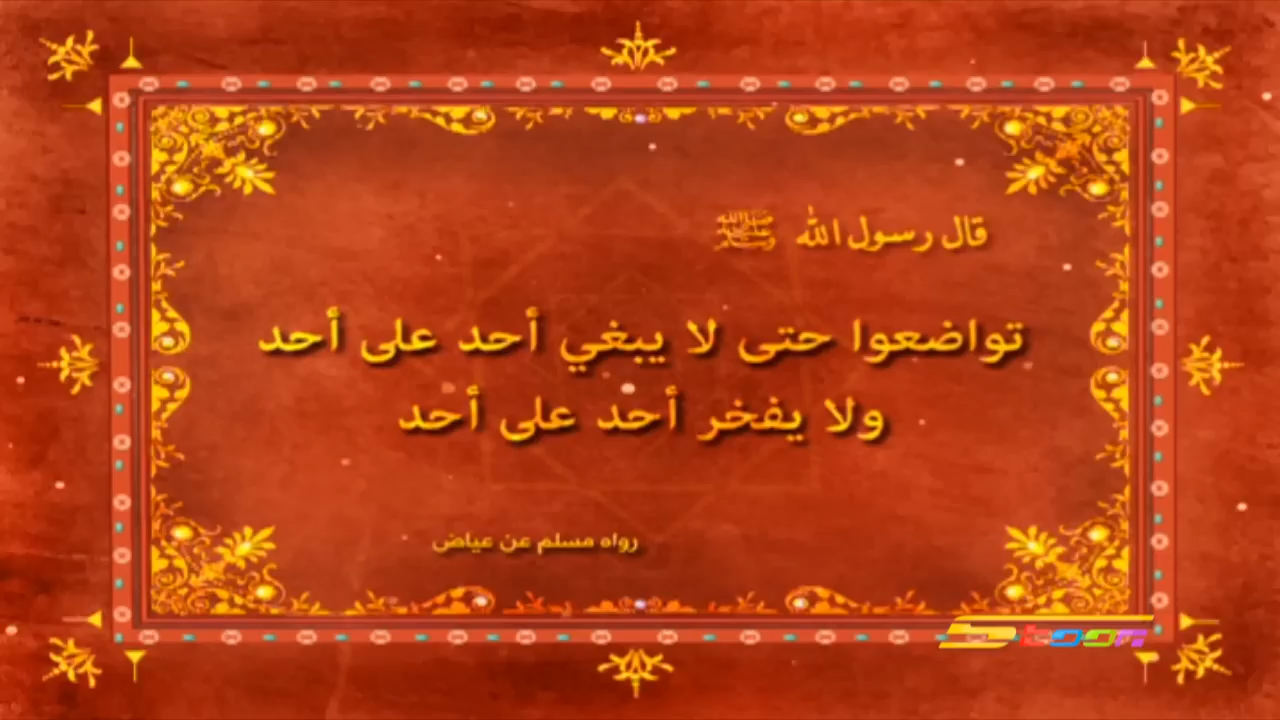 قال رسول الله ﷺ
تواضعوا حتى لا يبغي أحد على أحد
ولا يفخر أحد على أحد
رواه مسلم عن عياض
toon